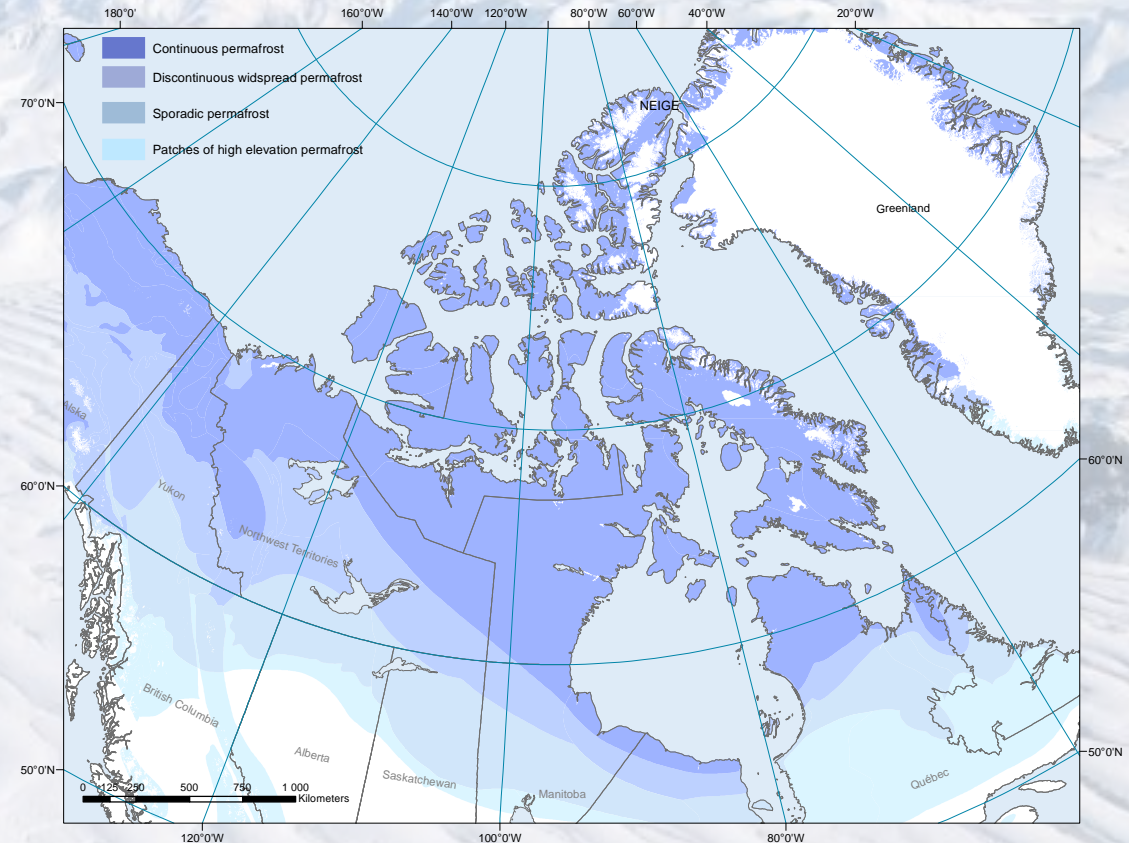 180°0'
160°0'W
140°0'W
120°0'W
80°0'W
60°0'W
40°0'W
20°0'W
Continuous permafrost
Discontinuous widspread permafrost
70°0'N
NEIGE
Sporadic permafrost
Patches of high elevation permafrost
Greenland
Alska
60°0'N
60°0'N
Yukon
Northwest Territories
British Columbia
50°0'N
Alberta
50°0'N
Saskatchewan
Québec
Manitoba
0 125 250 500 750 1 000
Kilometers
120°0'W
100°0'W
80°0'W